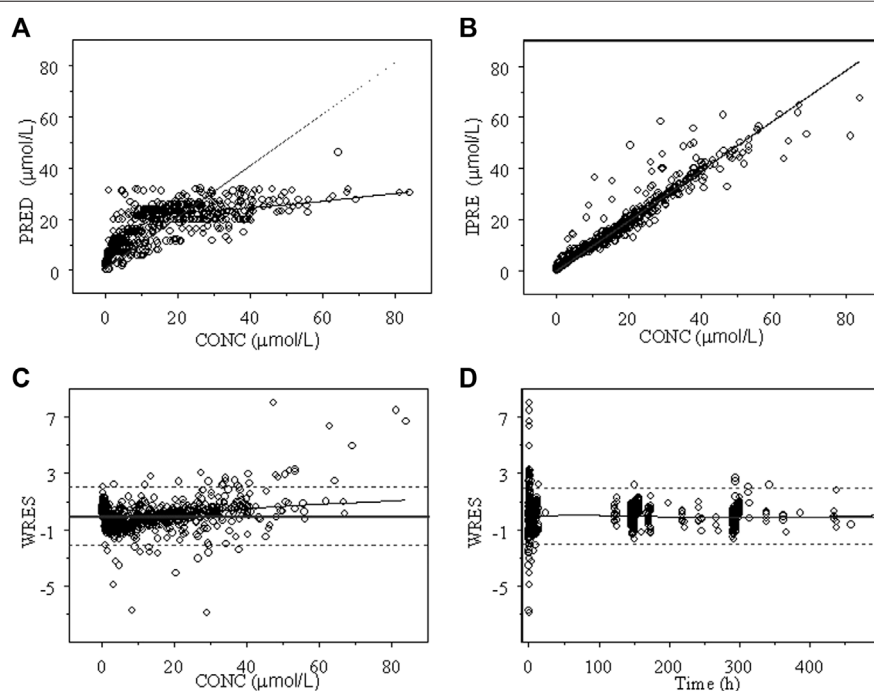 A
B
80
60
40
20
0
PRED (μmol/L)
0 20 40 60 80
CONC (μmol/L)
80
60
40
20
0
IPRE (μmol/L)
0 20 40 60 80
CONC (μmol/L)
C
D
7
3
-1
-5
WRES
0 20 40 60 80
CONC (μmol/L)
7
3
-1
-5
WRES
0 100 200 300 400
Time (h)